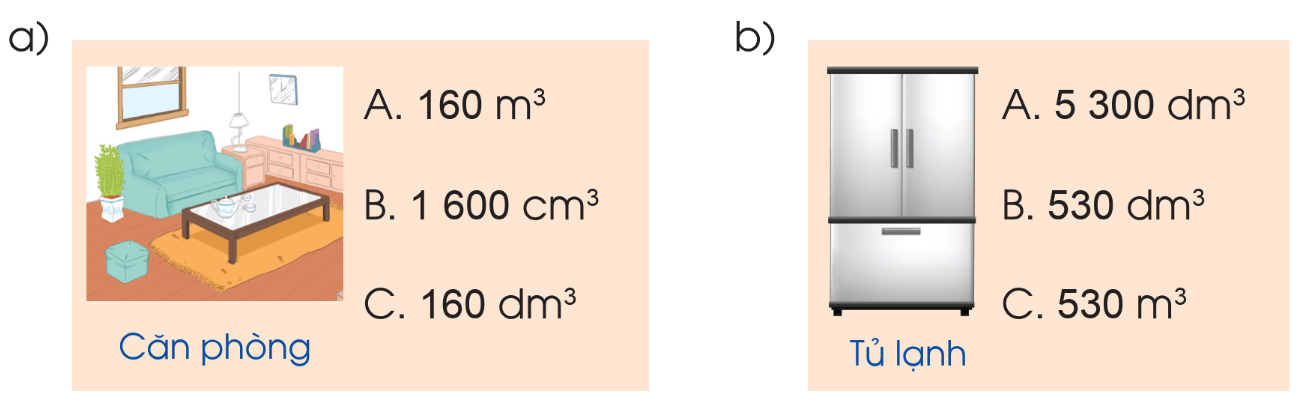 a)
A. 160 m³
B. 1 600 cm³
C. 160 dm³
Căn phòng
b)
A. 5 300 dm³
B. 530 dm³
C. 530 m³
Tủ lạnh